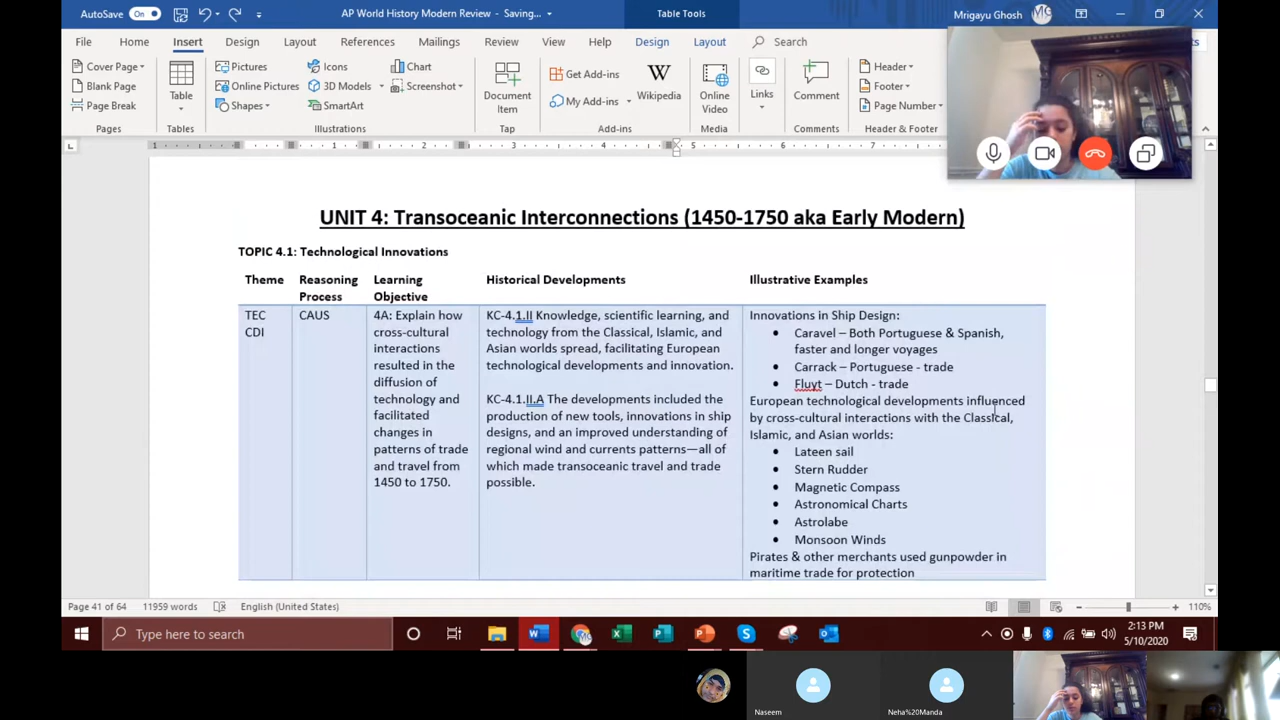 AutoSave On AP World History Modern Review - Saving... Table Tools Mrigayu Ghosh MG
File Home Insert Design Layout References Mailings Review View Help Design Layout Search
Cover Page
Blank Page
Page Break
Pages
Table
Tables
Pictures
Online Pictures
Shapes
Icons
3D Models
SmartArt
Chart
Screenshot
Illustrations
Document
Item
Tap
Get Add-ins
My Add-ins
Wikipedia
Add-ins
Online
Video
Media
Links
Comment
Comments
Header
Footer
Page Number
Header & Footer
1 1 2 3 4 5 6 7
UNIT 4: Transoceanic Interconnections (1450-1750 aka Early Modern)
TOPIC 4.1: Technological Innovations
Theme
Reasoning
Process
Learning
Objective
Historical Developments
Illustrative Examples
TEC
CDI
CAUS
4A: Explain how
cross-cultural
interactions
resulted in the
diffusion of
technology and
facilitated
changes in
patterns of trade
and travel from
1450 to 1750.
KC-4.1.II Knowledge, scientific learning, and
technology from the Classical, Islamic, and
Asian worlds spread, facilitating European
technological developments and innovation.
KC-4.1.II.A The developments included the
production of new tools, innovations in ship
designs, and an improved understanding of
regional wind and currents patterns—all of
which made transoceanic travel and trade
possible.
Innovations in Ship Design:
• Caravel – Both Portuguese & Spanish,
faster and longer voyages
• Carrack – Portuguese - trade
• Fluyt – Dutch - trade
European technological developments influenced
by cross-cultural interactions with the Classical,
Islamic, and Asian worlds:
• Lateen sail
• Stern Rudder
• Magnetic Compass
• Astronomical Charts
• Astrolabe
• Monsoon Winds
Pirates & other merchants used gunpowder in
maritime trade for protection
Page 41 of 64 11959 words English (United States) 110%
Type here to search
2:13 PM
5/10/2020
Naseem
Neha%20Manda